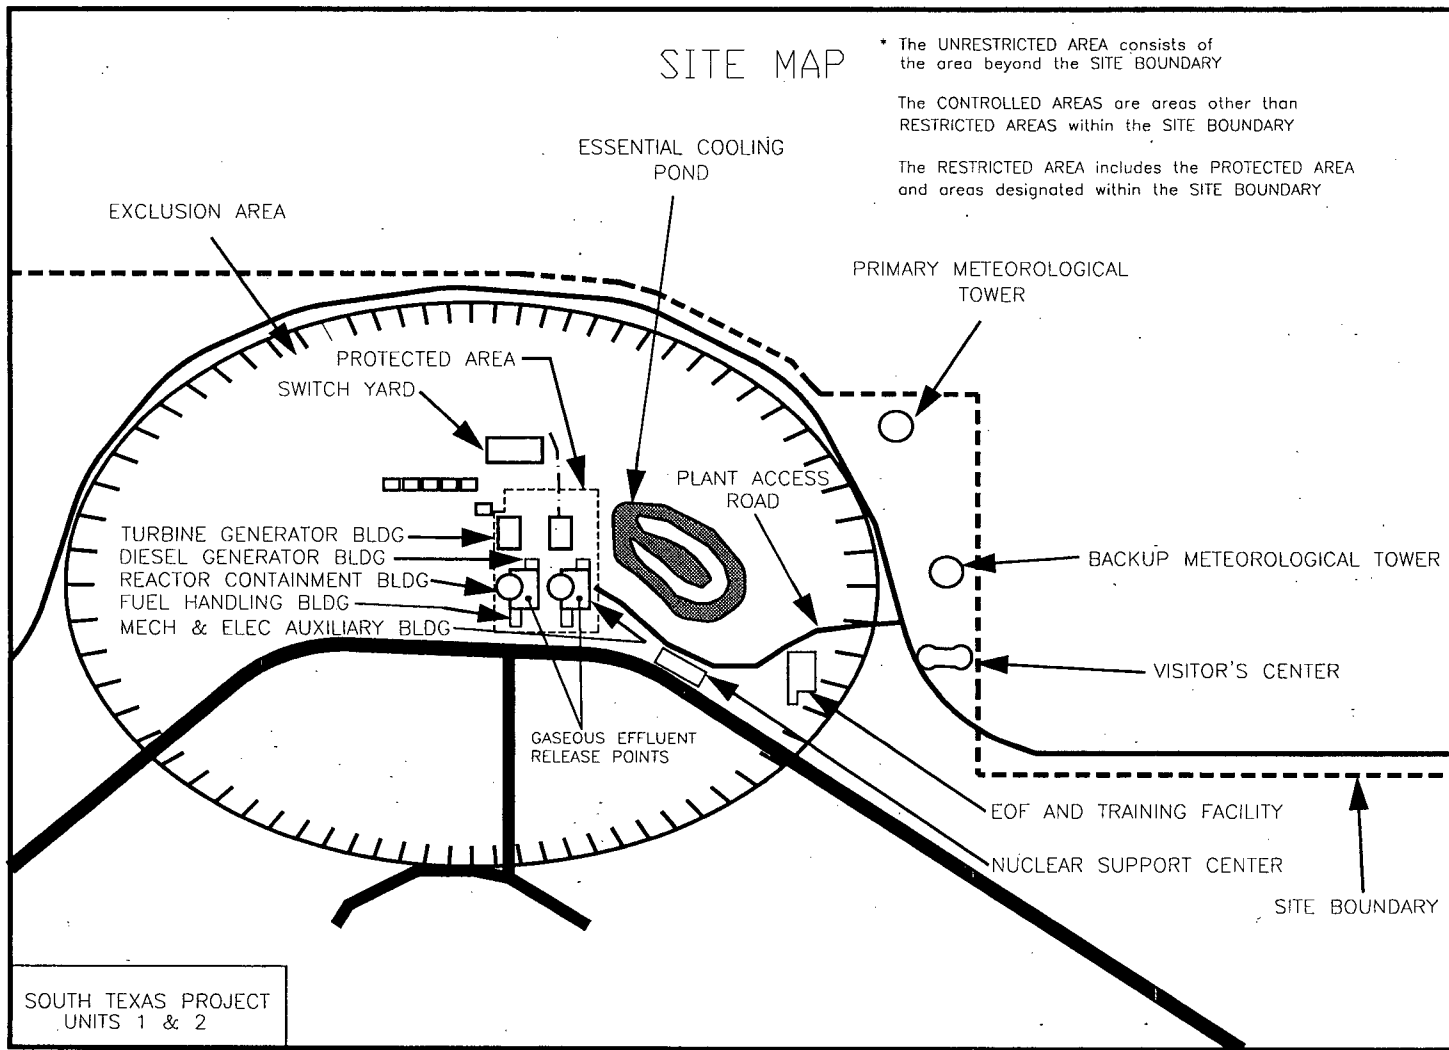 SITE MAP
* The UNRESTRICTED AREA consists of
the area beyond the SITE BOUNDARY
The CONTROLLED AREAS are areas other than
RESTRICTED AREAS within the SITE BOUNDARY
The RESTRICTED AREA includes the PROTECTED AREA
and areas designated within the SITE BOUNDARY
ESSENTIAL COOLING
POND
EXCLUSION AREA
PRIMARY METEOROLOGICAL
TOWER
PROTECTED AREA
SWITCH YARD
PLANT ACCESS
ROAD
TURBINE GENERATOR BLDG
DIESEL GENERATOR BLDG
REACTOR CONTAINMENT BLDG
FUEL HANDLING BLDG
MECH & ELEC AUXILIARY BLDG
BACKUP METEOROLOGICAL TOWER
VISITOR'S CENTER
GASEOUS EFFLUENT
RELEASE POINTS
EOF AND TRAINING FACILITY
NUCLEAR SUPPORT CENTER
SITE BOUNDARY
SOUTH TEXAS PROJECT
UNITS 1 & 2